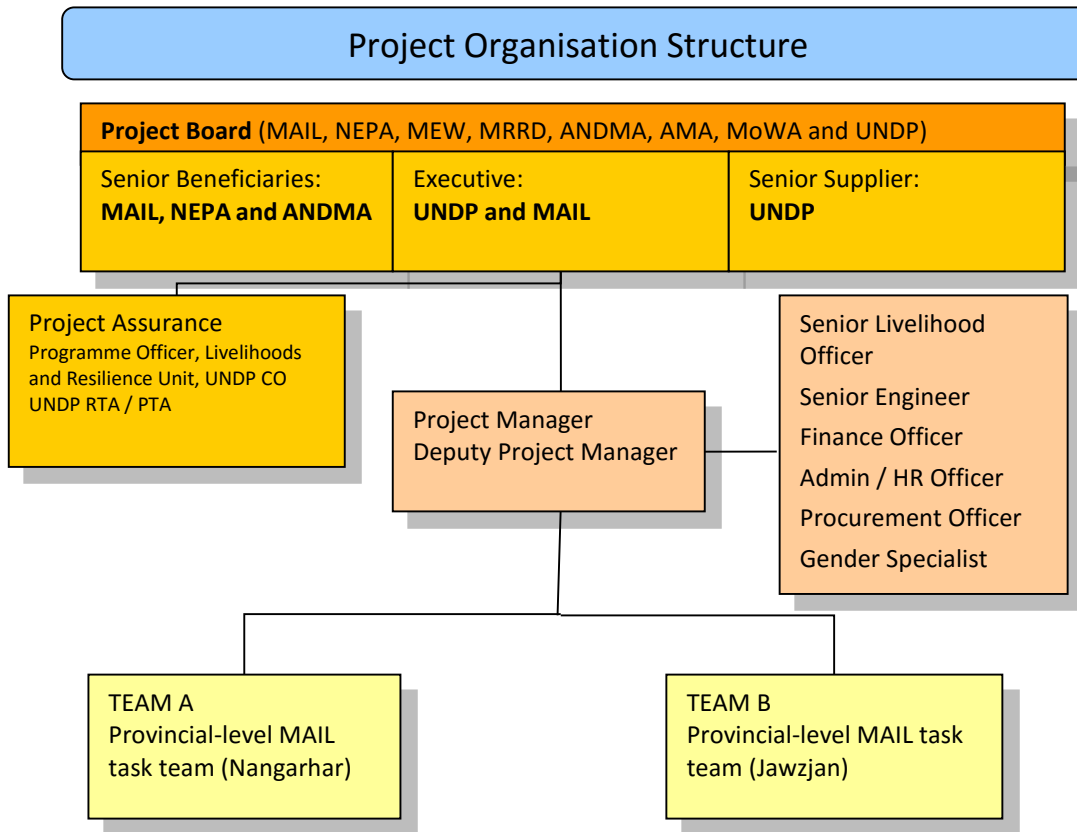 Project Organisation Structure
Project Board (MAIL, NEPA, MEW, MRRD, ANDMA, AMA, MoWA and UNDP)
Senior Beneficiaries:
MAIL, NEPA and ANDMA
Executive:
UNDP and MAIL
Senior Supplier:
UNDP
Project Assurance
Programme Officer, Livelihoods
and Resilience Unit, UNDP CO
UNDP RTA / PTA
Project Manager
Deputy Project Manager
Senior Livelihood
Officer
Senior Engineer
Finance Officer
Admin / HR Officer
Procurement Officer
Gender Specialist
TEAM A
Provincial-level MAIL
task team (Nangarhar)
TEAM B
Provincial-level MAIL task
team (Jawzjan)